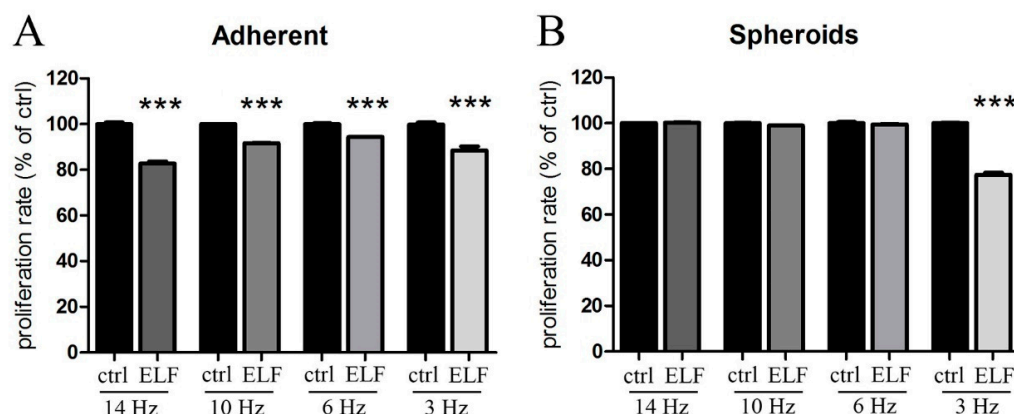 A
Adherent
proliferation rate (% of ctrl)
120
100
80
60
40
20
0
***
***
***
***
ctrl ELF ctrl ELF ctrl ELF ctrl ELF
14 Hz 10 Hz 6 Hz 3 Hz
B
Spheroids
proliferation rate (% of ctrl)
120
100
80
60
40
20
0
***
ctrl ELF ctrl ELF ctrl ELF ctrl ELF
14 Hz 10 Hz 6 Hz 3 Hz